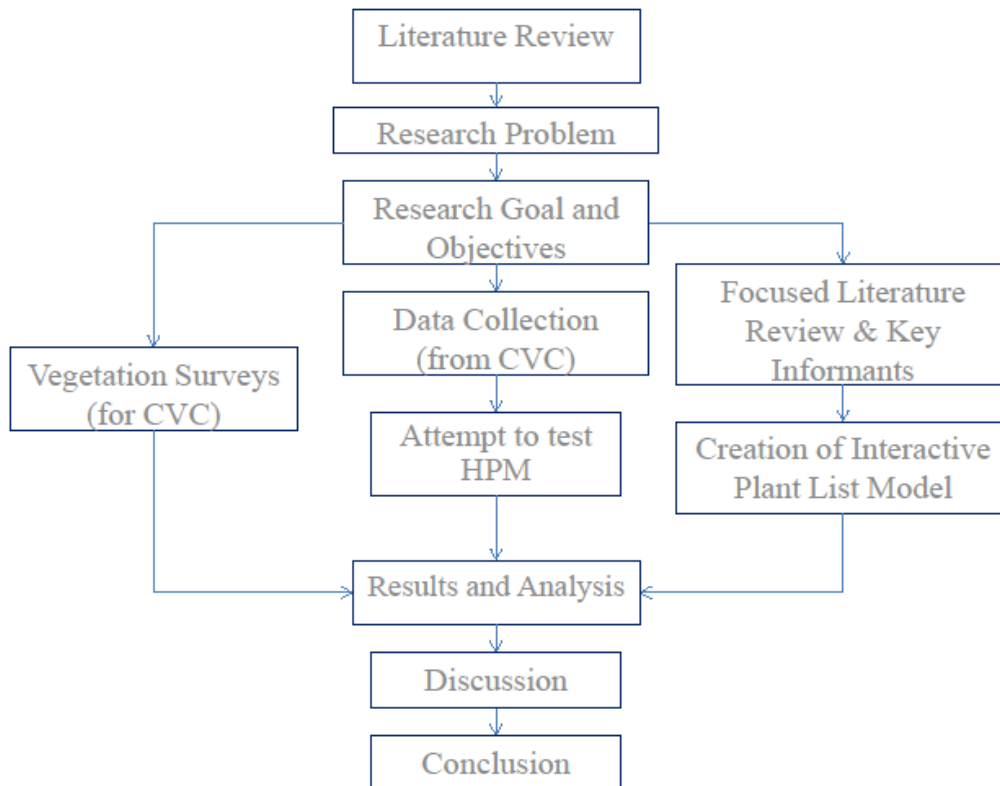 Literature Review
Research Problem
Research Goal and
Objectives
Data Collection
(from CVC)
Focused Literature
Review & Key
Informants
Vegetation Surveys
(for CVC)
Attempt to test
HPM
Creation of Interactive
Plant List Model
Results and Analysis
Discussion
Conclusion